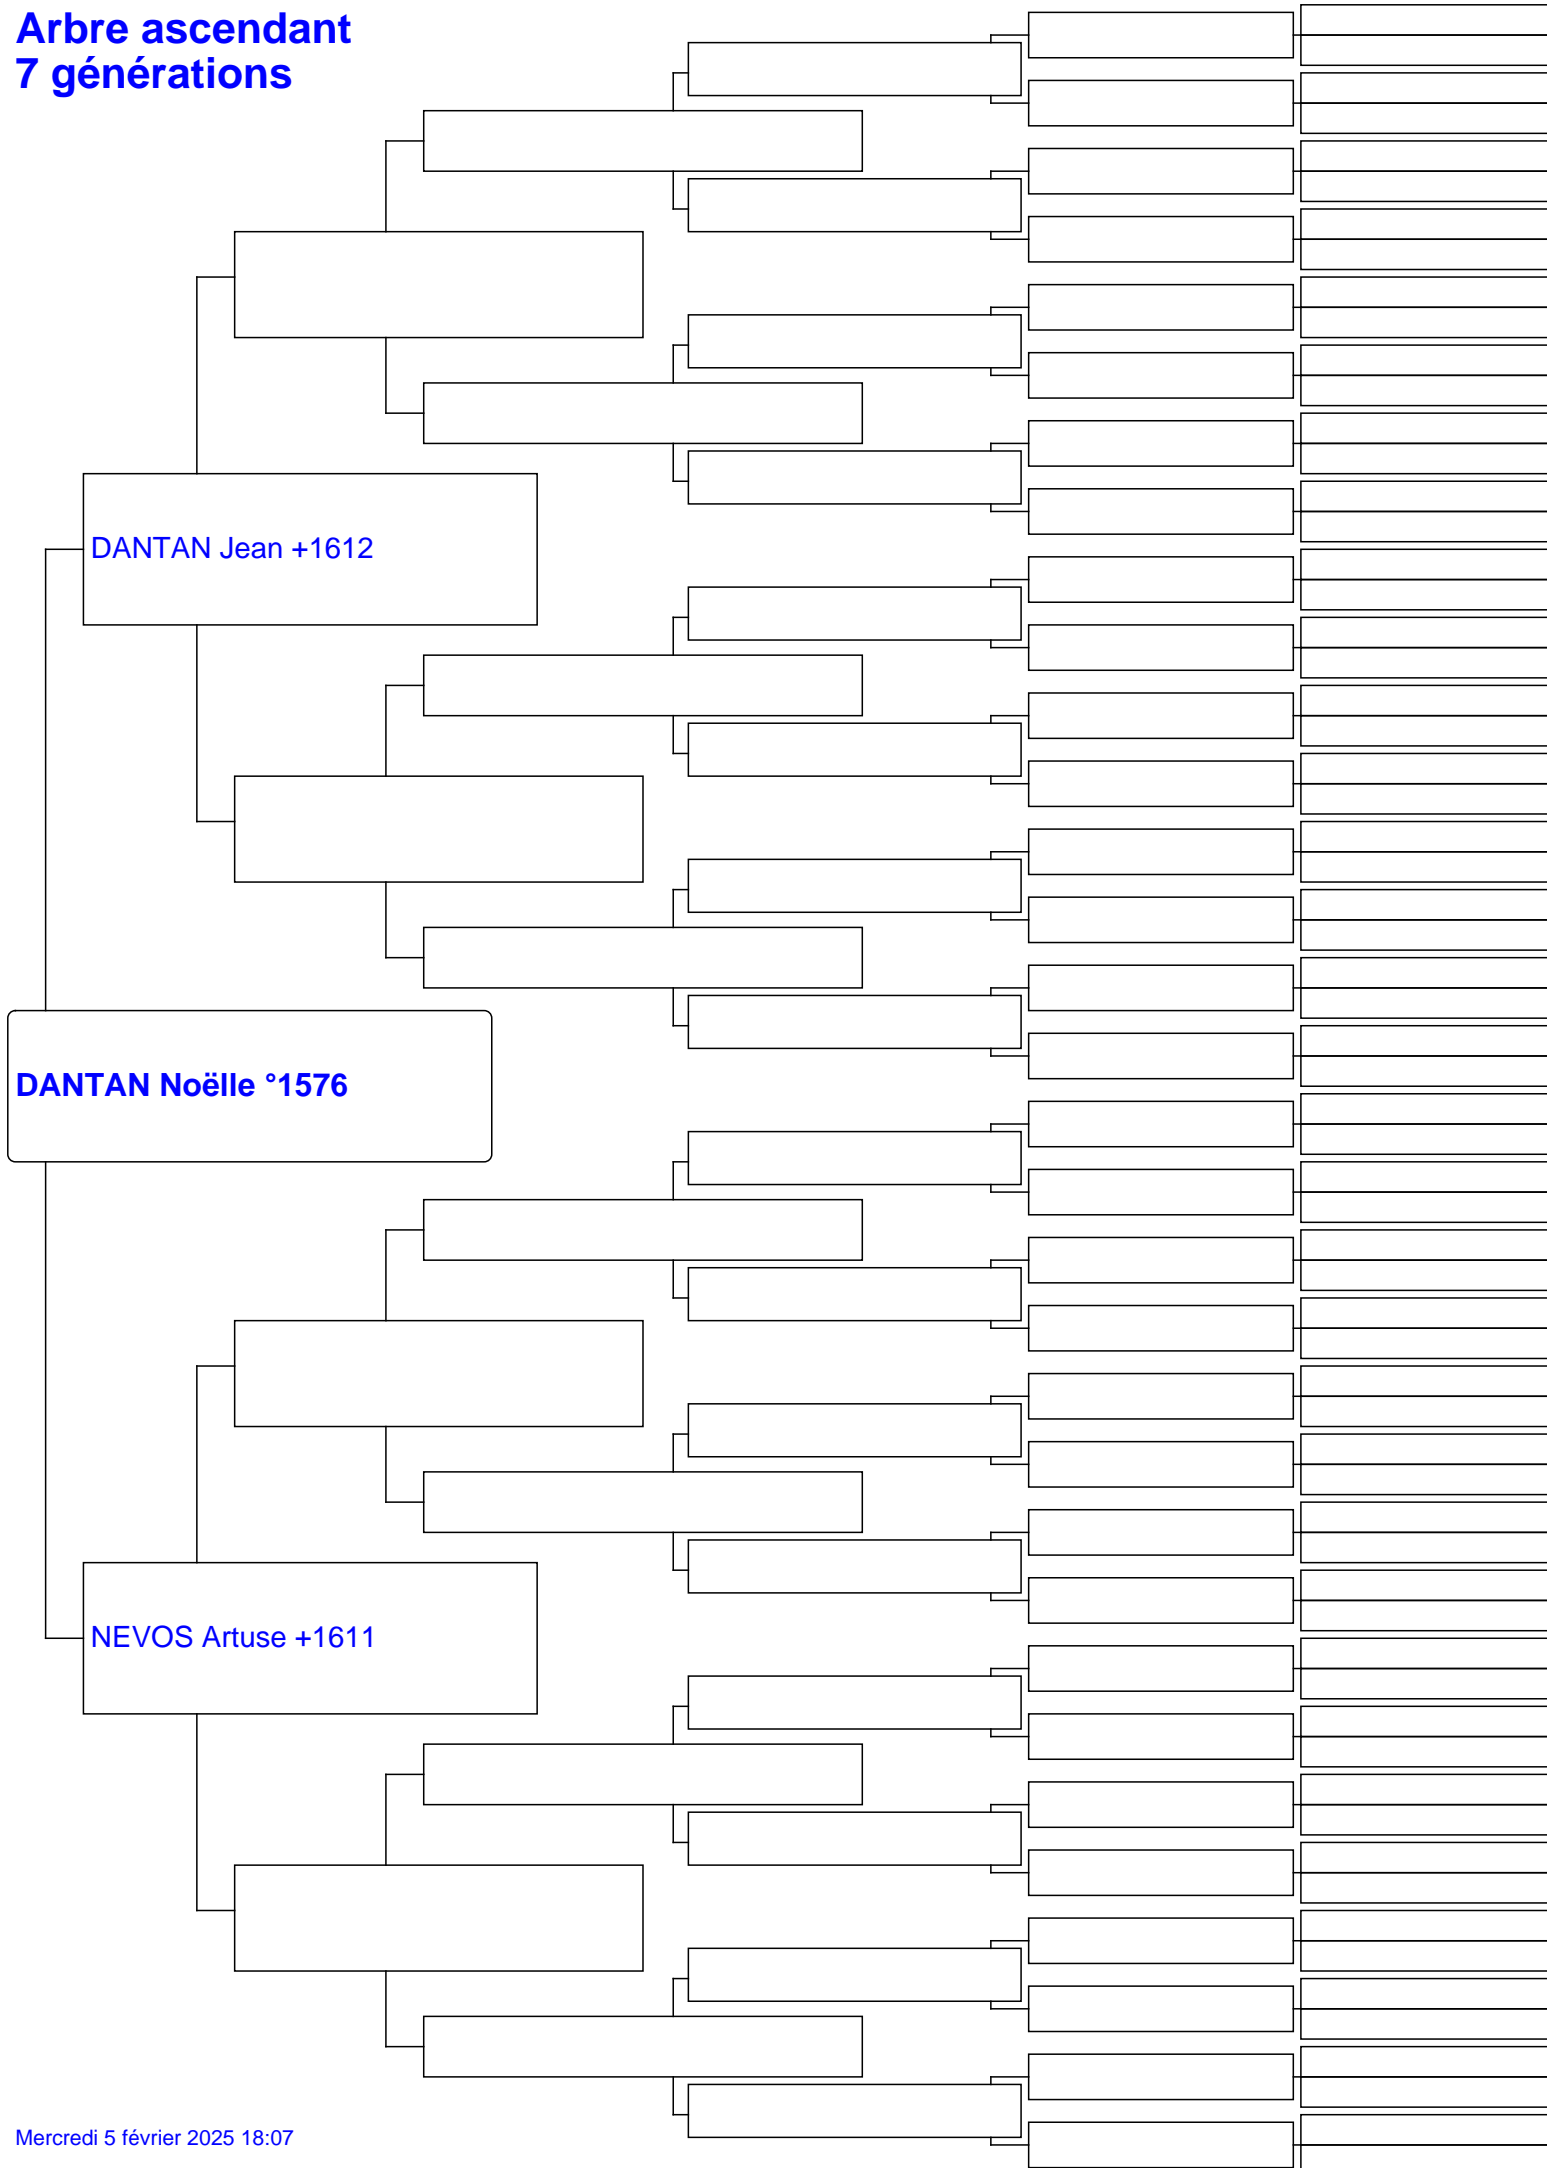 Arbre ascendant
7 générations
DANTAN Jean +1612
DANTAN Noëlle °1576
NEVOS Artuse +1611
Mercredi 5 février 2025 18:07